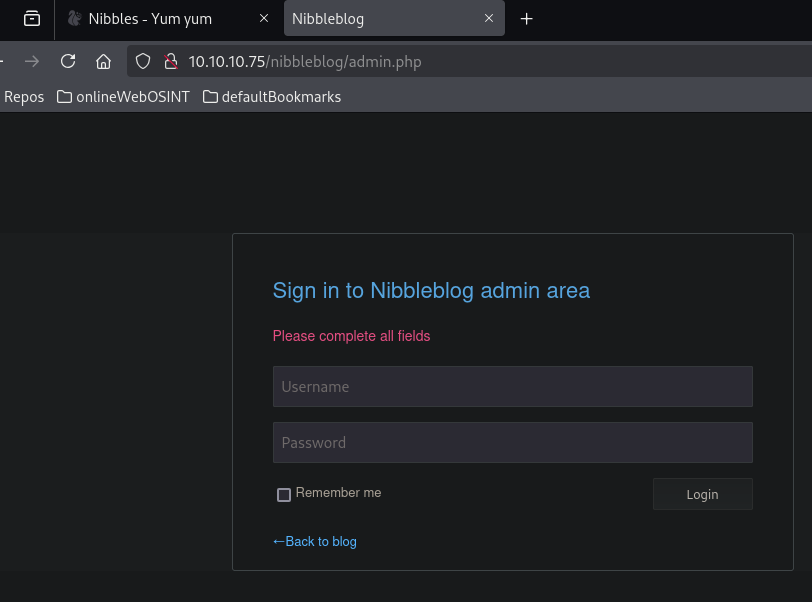 Nibbles - Yum yum
Nibbleblog
10.10.10.75/nibbleblog/admin.php
Repos onlineWebOSINT defaultBookmarks
Sign in to Nibbleblog admin area
Please complete all fields
Username
Password
Remember me
Login
←Back to blog